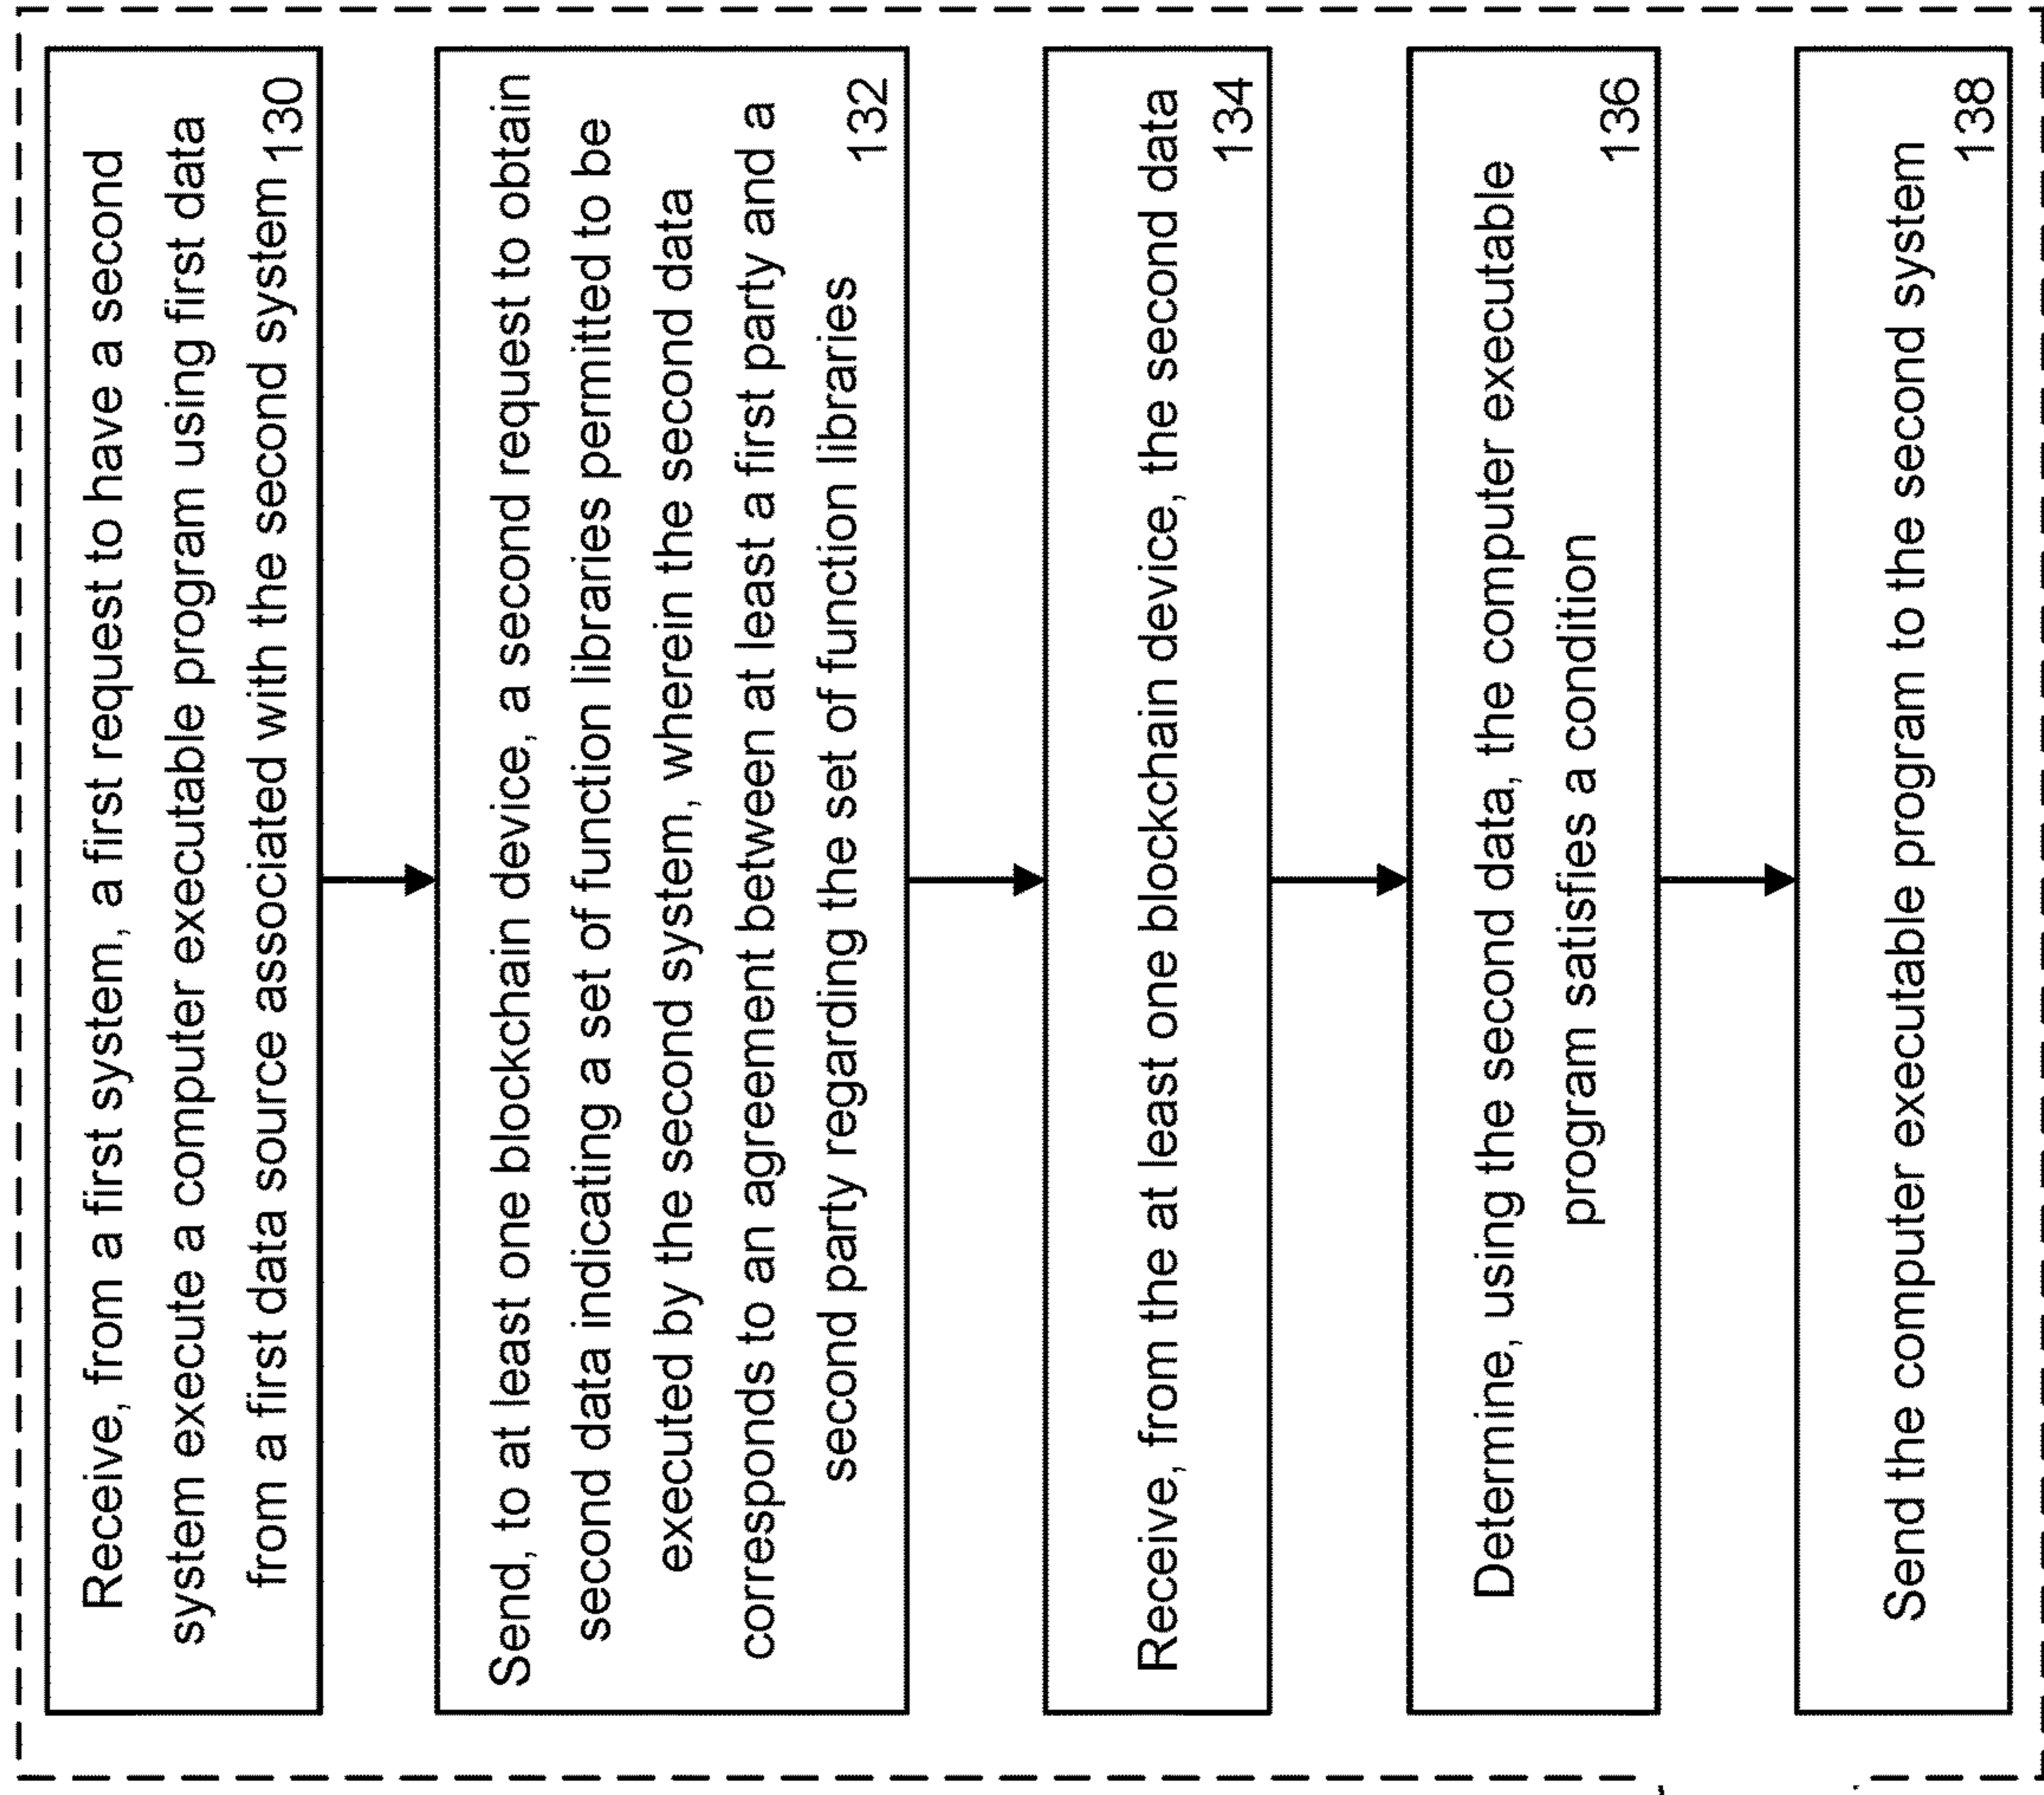 Receive, from a first system, a first request to have a second
system execute a computer executable program using first data
from a first data source associated with the second system
130
Send, to at least one blockchain device, a second request to obtain
second data indicating a set of function libraries permitted to be
executed by the second system, wherein the second data
corresponds to an agreement between at least a first party and a
second party regarding the set of function libraries
132
Receive, from the at least one blockchain device, the second data
134
Determine, using the second data, the computer executable
program satisfies a condition
136
Send the computer executable program to the second system
138